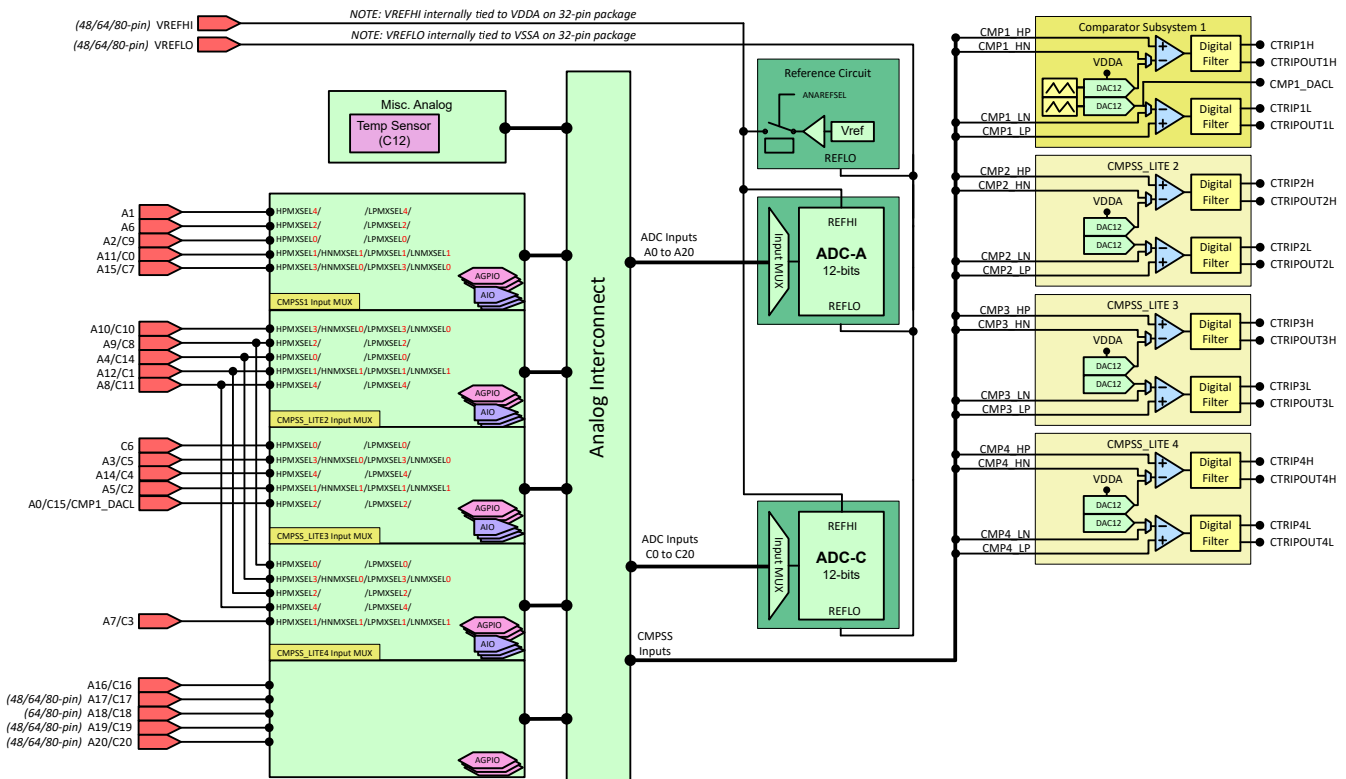 (48/64/80-pin) VREFHI
NOTE: VREFHI internally tied to VDDA on 32-pin package
(48/64/80-pin) VREFLO
NOTE: VREFLO internally tied to VSSA on 32-pin package
Misc. Analog
Temp Sensor
(C12)
A1
A6
A2/C9
A11/C0
A15/C7
HPMXSEL4/ /LPMXSEL4/
HPMXSEL2/ /LPMXSEL2/
HPMXSEL0/ /LPMXSEL0/
HPMXSEL1/HNMXSEL1/LPMXSEL1/LNMXSEL1
HPMXSEL3/HNMXSEL0/LPMXSEL3/LNMXSEL0
AGPIO
AIO
CMPSS1 Input MUX
A10/C10
A9/C8
A4/C14
A12/C1
A8/C11
HPMXSEL3/HNMXSEL0/LPMXSEL3/LNMXSEL0
HPMXSEL2/ /LPMXSEL2/
HPMXSEL0/ /LPMXSEL0/
HPMXSEL1/HNMXSEL1/LPMXSEL1/LNMXSEL1
HPMXSEL4/ /LPMXSEL4/
AGPIO
AIO
CMPSS_LITE2 Input MUX
C6
A3/C5
A14/C4
A5/C2
A0/C15/CMP1_DACL
HPMXSEL0/ /LPMXSEL0/
HPMXSEL3/HNMXSEL0/LPMXSEL3/LNMXSEL0
HPMXSEL4/ /LPMXSEL4/
HPMXSEL1/HNMXSEL1/LPMXSEL1/LNMXSEL1
HPMXSEL2/ /LPMXSEL2/
AGPIO
AIO
CMPSS_LITE3 Input MUX
HPMXSEL0/ /LPMXSEL0/
HPMXSEL3/HNMXSEL0/LPMXSEL3/LNMXSEL0
HPMXSEL2/ /LPMXSEL2/
HPMXSEL4/ /LPMXSEL4/
A7/C3
HPMXSEL1/HNMXSEL1/LPMXSEL1/LNMXSEL1
AGPIO
AIO
CMPSS_LITE4 Input MUX
A16/C16
(48/64/80-pin) A17/C17
(64/80-pin) A18/C18
(48/64/80-pin) A19/C19
(48/64/80-pin) A20/C20
AGPIO
Analog Interconnect
ADC Inputs
A0 to A20
ADC Inputs
C0 to C20
CMPSS
Inputs
Reference Circuit
ANAREFSEL
Vref
REFLO
REFHI
Input MUX
ADC-A
12-bits
REFLO
REFHI
Input MUX
ADC-C
12-bits
REFLO
Comparator Subsystem 1
CMP1_HP
CMP1_HN
VDDA
DAC12
DAC12
CMP1_LN
CMP1_LP
Digital
Filter
Digital
Filter
CTRIP1H
CTRIPOUT1H
CMP1_DACL
CTRIP1L
CTRIPOUT1L
CMPSS_LITE 2
CMP2_HP
CMP2_HN
VDDA
DAC12
DAC12
CMP2_LN
CMP2_LP
Digital
Filter
Digital
Filter
CTRIP2H
CTRIPOUT2H
CTRIP2L
CTRIPOUT2L
CMPSS_LITE 3
CMP3_HP
CMP3_HN
VDDA
DAC12
DAC12
CMP3_LN
CMP3_LP
Digital
Filter
Digital
Filter
CTRIP3H
CTRIPOUT3H
CTRIP3L
CTRIPOUT3L
CMPSS_LITE 4
CMP4_HP
CMP4_HN
VDDA
DAC12
DAC12
CMP4_LN
CMP4_LP
Digital
Filter
Digital
Filter
CTRIP4H
CTRIPOUT4H
CTRIP4L
CTRIPOUT4L